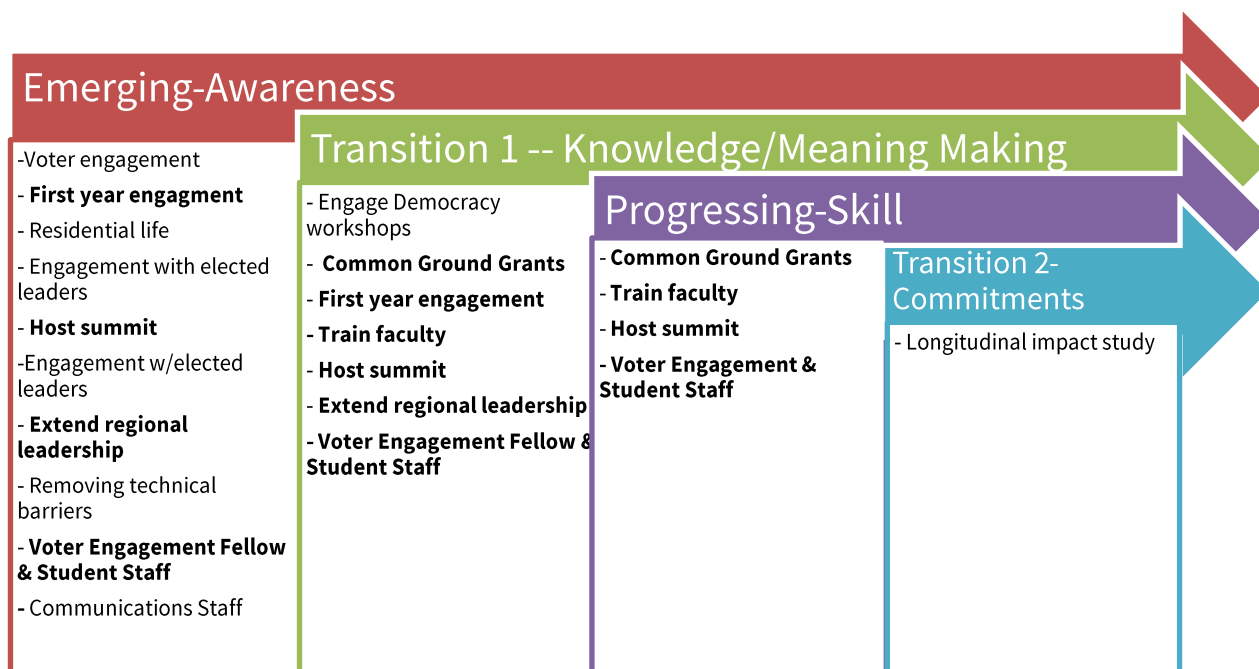 Emerging-Awareness
-Voter engagement
- First year engagment
- Residential life
- Engagement with elected
leaders
- Host summit
-Engagement w/elected
leaders
- Extend regional
leadership
- Removing technical
barriers
- Voter Engagement Fellow
& Student Staff
- Communications Staff
Transition 1 -- Knowledge/Meaning Making
- Engage Democracy
workshops
- Common Ground Grants
- First year engagement
- Train faculty
- Host summit
- Extend regional leadership
- Voter Engagement Fellow &
Student Staff
Progressing-Skill
- Common Ground Grants
- Train faculty
- Host summit
- Voter Engagement &
Student Staff
Transition 2-
Commitments
- Longitudinal impact study